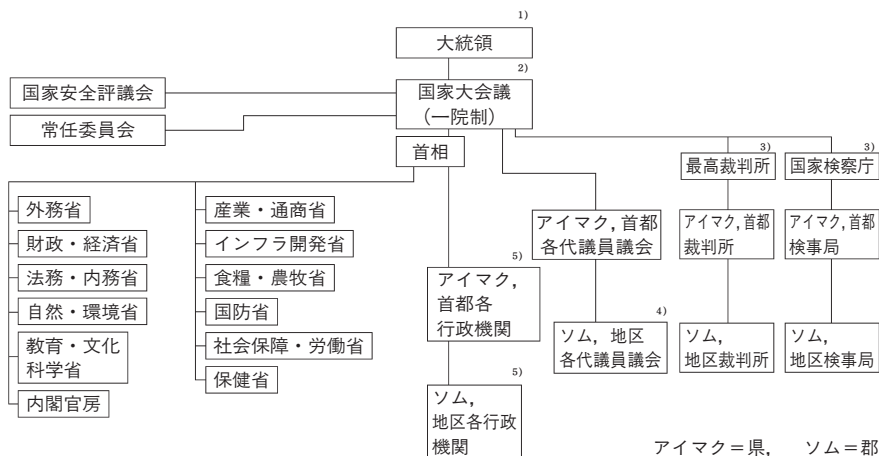 1)
大統領
2)
国家安全評議会
国家大会議
(一院制)
常任委員会
首相
3)
最高裁判所
3)
国家検察庁
外務省
財政・経済省
法務・内務省
自然・環境省
教育・文化
科学省
内閣官房
産業・通商省
インフラ開発省
食糧・農牧省
国防省
社会保障・労働省
保健省
5)
アイマク,
首都各
行政機関
5)
ソム,
地区各行政
機関
アイマク,首都
各代議員議会
4)
ソム, 地区
各代議員議会
アイマク,首都
裁判所
ソム,
地区裁判所
アイマク,首都
検事局
ソム,
地区検事局
アイマク=県, ソム=郡